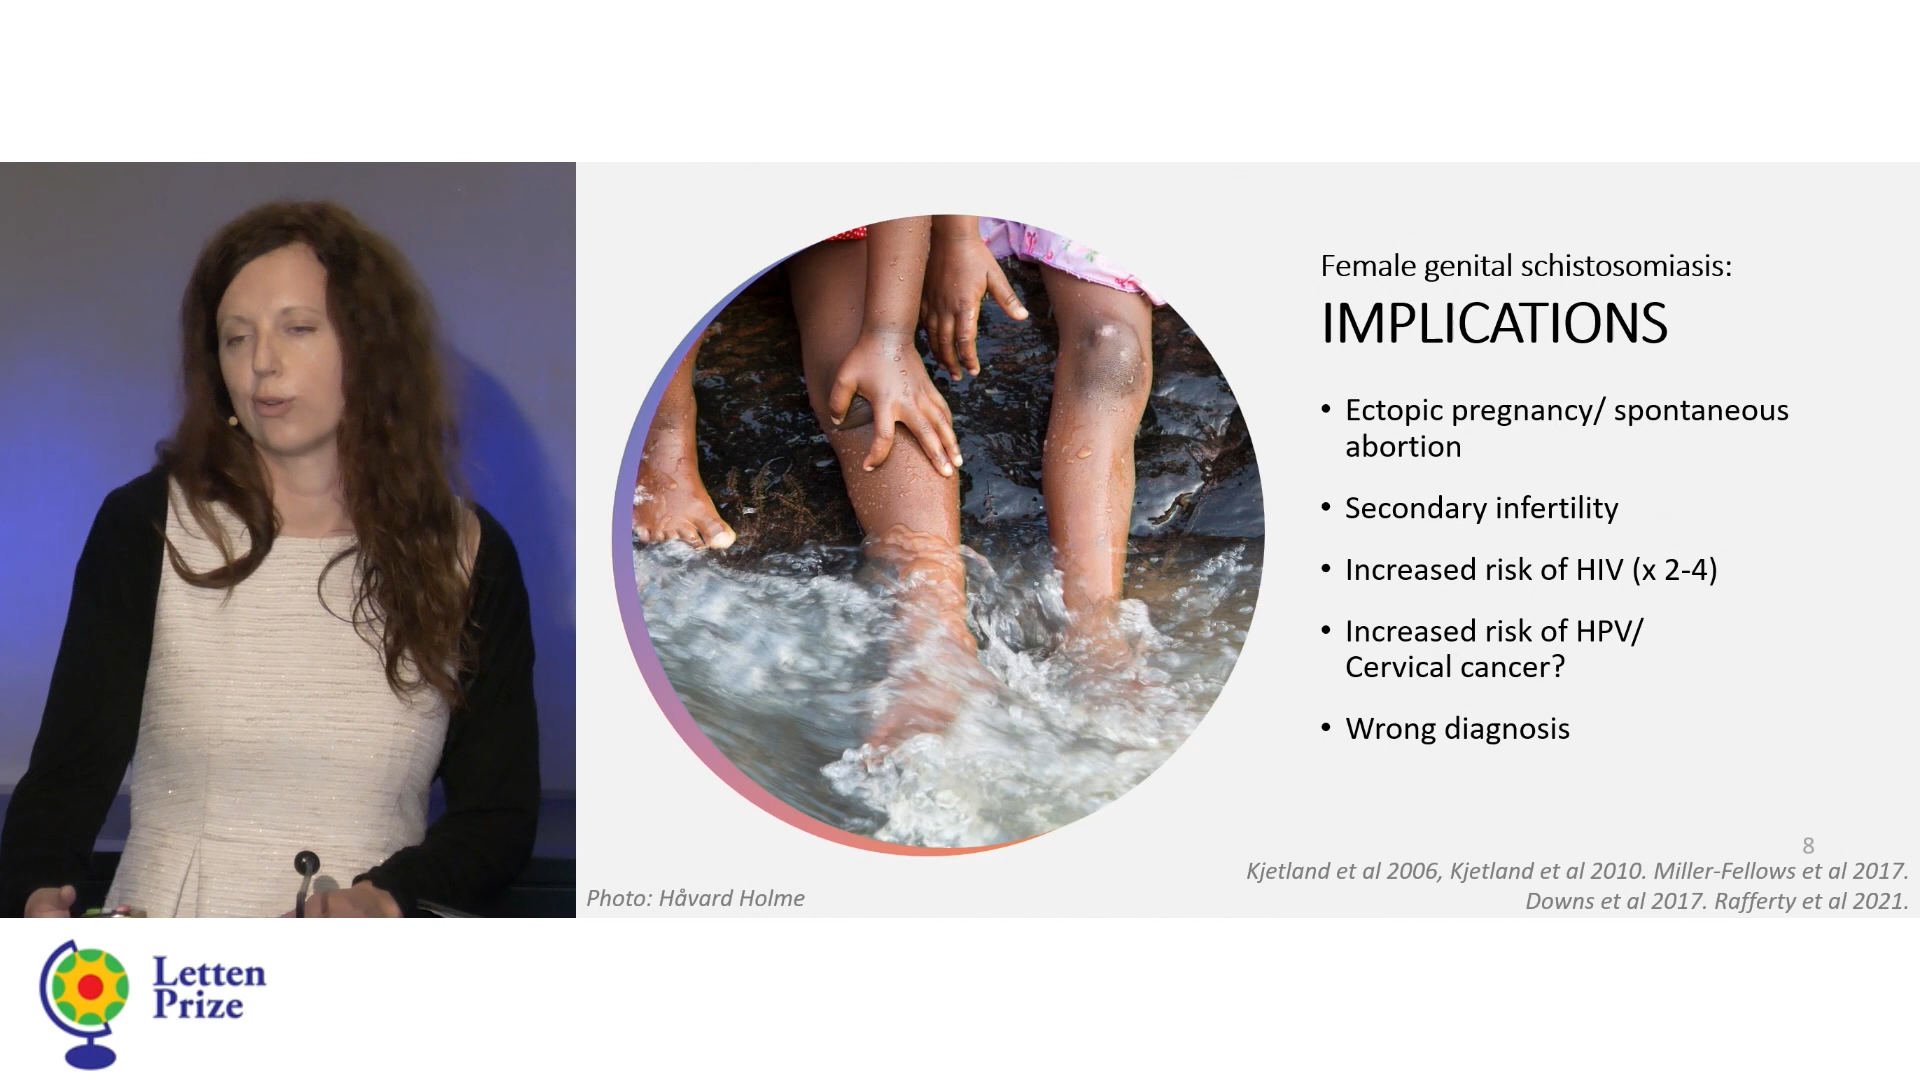 Female genital schistosomiasis:
IMPLICATIONS
• Ectopic pregnancy/ spontaneous
abortion
• Secondary infertility
• Increased risk of HIV (x 2-4)
• Increased risk of HPV/
Cervical cancer?
• Wrong diagnosis
8
Kjetland et al 2006, Kjetland et al 2010. Miller-Fellows et al 2017.
Downs et al 2017. Rafferty et al 2021.
Photo: Håvard Holme
Letten
Prize